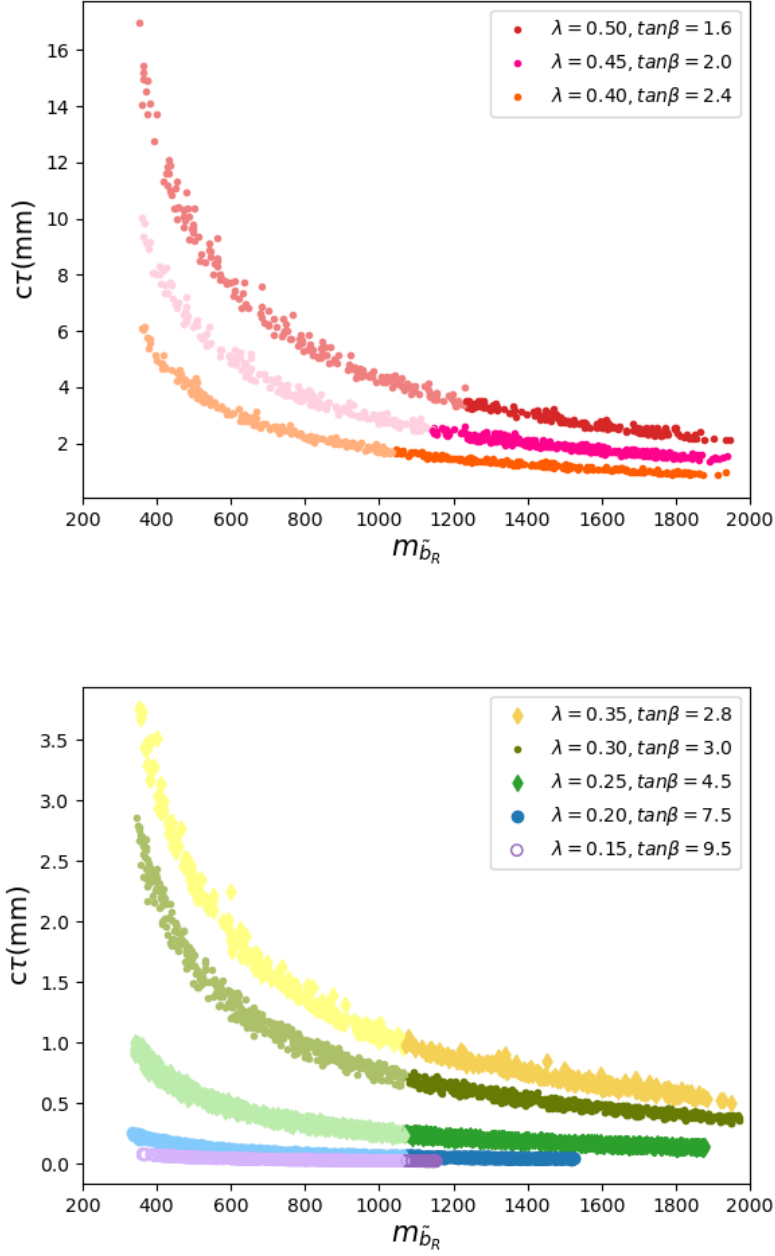 16
14
12
10
8
6
4
2
cτ(mm)
λ = 0.50, tanβ = 1.6
λ = 0.45, tanβ = 2.0
λ = 0.40, tanβ = 2.4
200 400 600 800 1000 1200 1400 1600 1800 2000
m_{b̃_R}
3.5
3.0
2.5
2.0
1.5
1.0
0.5
0.0
cτ(mm)
λ = 0.35, tanβ = 2.8
λ = 0.30, tanβ = 3.0
λ = 0.25, tanβ = 4.5
λ = 0.20, tanβ = 7.5
λ = 0.15, tanβ = 9.5
200 400 600 800 1000 1200 1400 1600 1800 2000
m_{b̃_R}